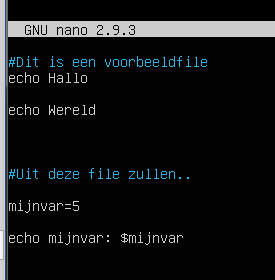 GNU nano 2.9.3
#Dit is een voorbeeldfile
echo Hallo
echo Wereld
#Uit deze file zullen..
mijnvar=5
echo mijnvar: $mijnvar